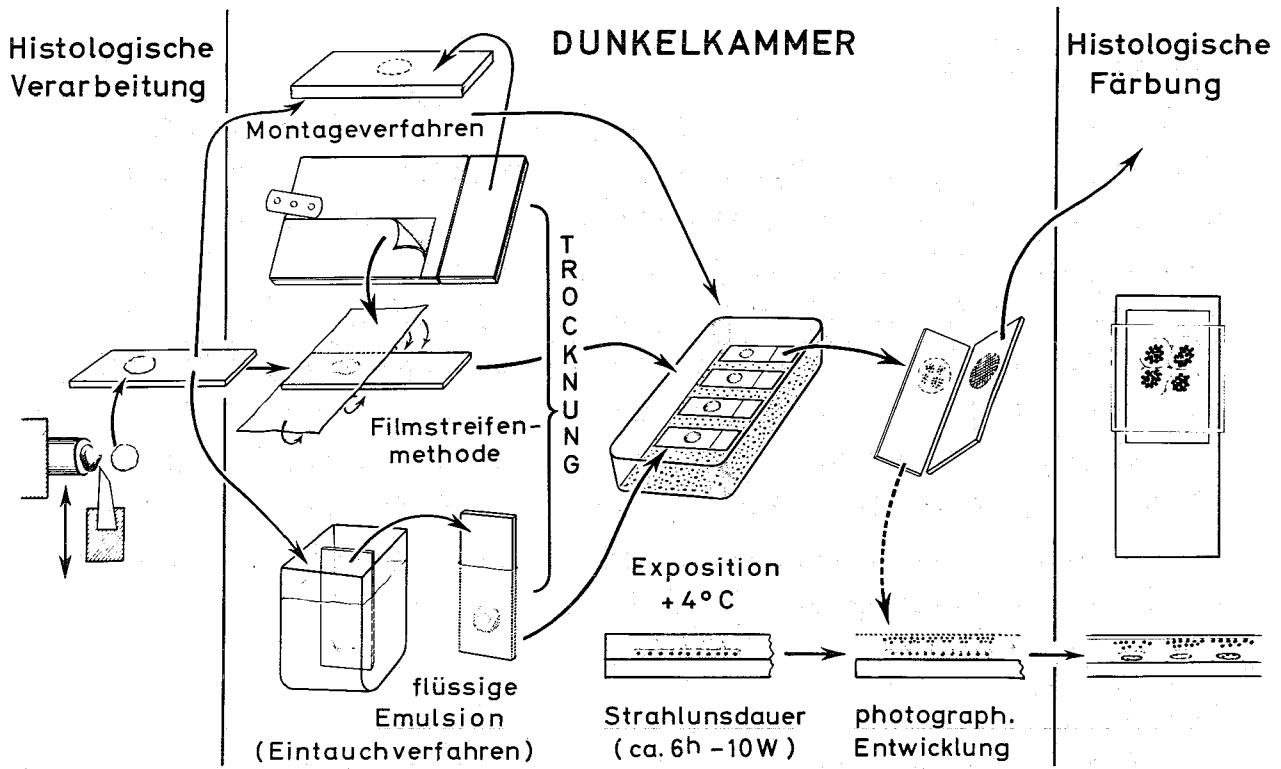 Histologische
Verarbeitung
DUNKELKAMMER
Histologische
Färbung
Montageverfahren
TROCKNUNG
Filmstreifen-
methode
flüssige
Emulsion
(Eintauchverfahren)
Exposition
+ 4° C
Strahlunsdauer
(ca. 6h – 10W)
photograph.
Entwicklung